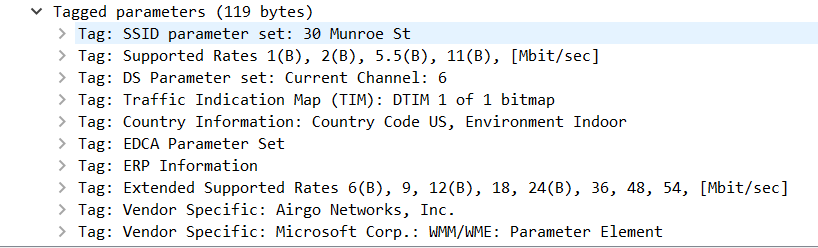 Tagged parameters (119 bytes)
Tag: SSID parameter set: 30 Munroe St
Tag: Supported Rates 1(B), 2(B), 5.5(B), 11(B), [Mbit/sec]
Tag: DS Parameter set: Current Channel: 6
Tag: Traffic Indication Map (TIM): DTIM 1 of 1 bitmap
Tag: Country Information: Country Code US, Environment Indoor
Tag: EDCA Parameter Set
Tag: ERP Information
Tag: Extended Supported Rates 6(B), 9, 12(B), 18, 24(B), 36, 48, 54, [Mbit/sec]
Tag: Vendor Specific: Airgo Networks, Inc.
Tag: Vendor Specific: Microsoft Corp.: WMM/WME: Parameter Element